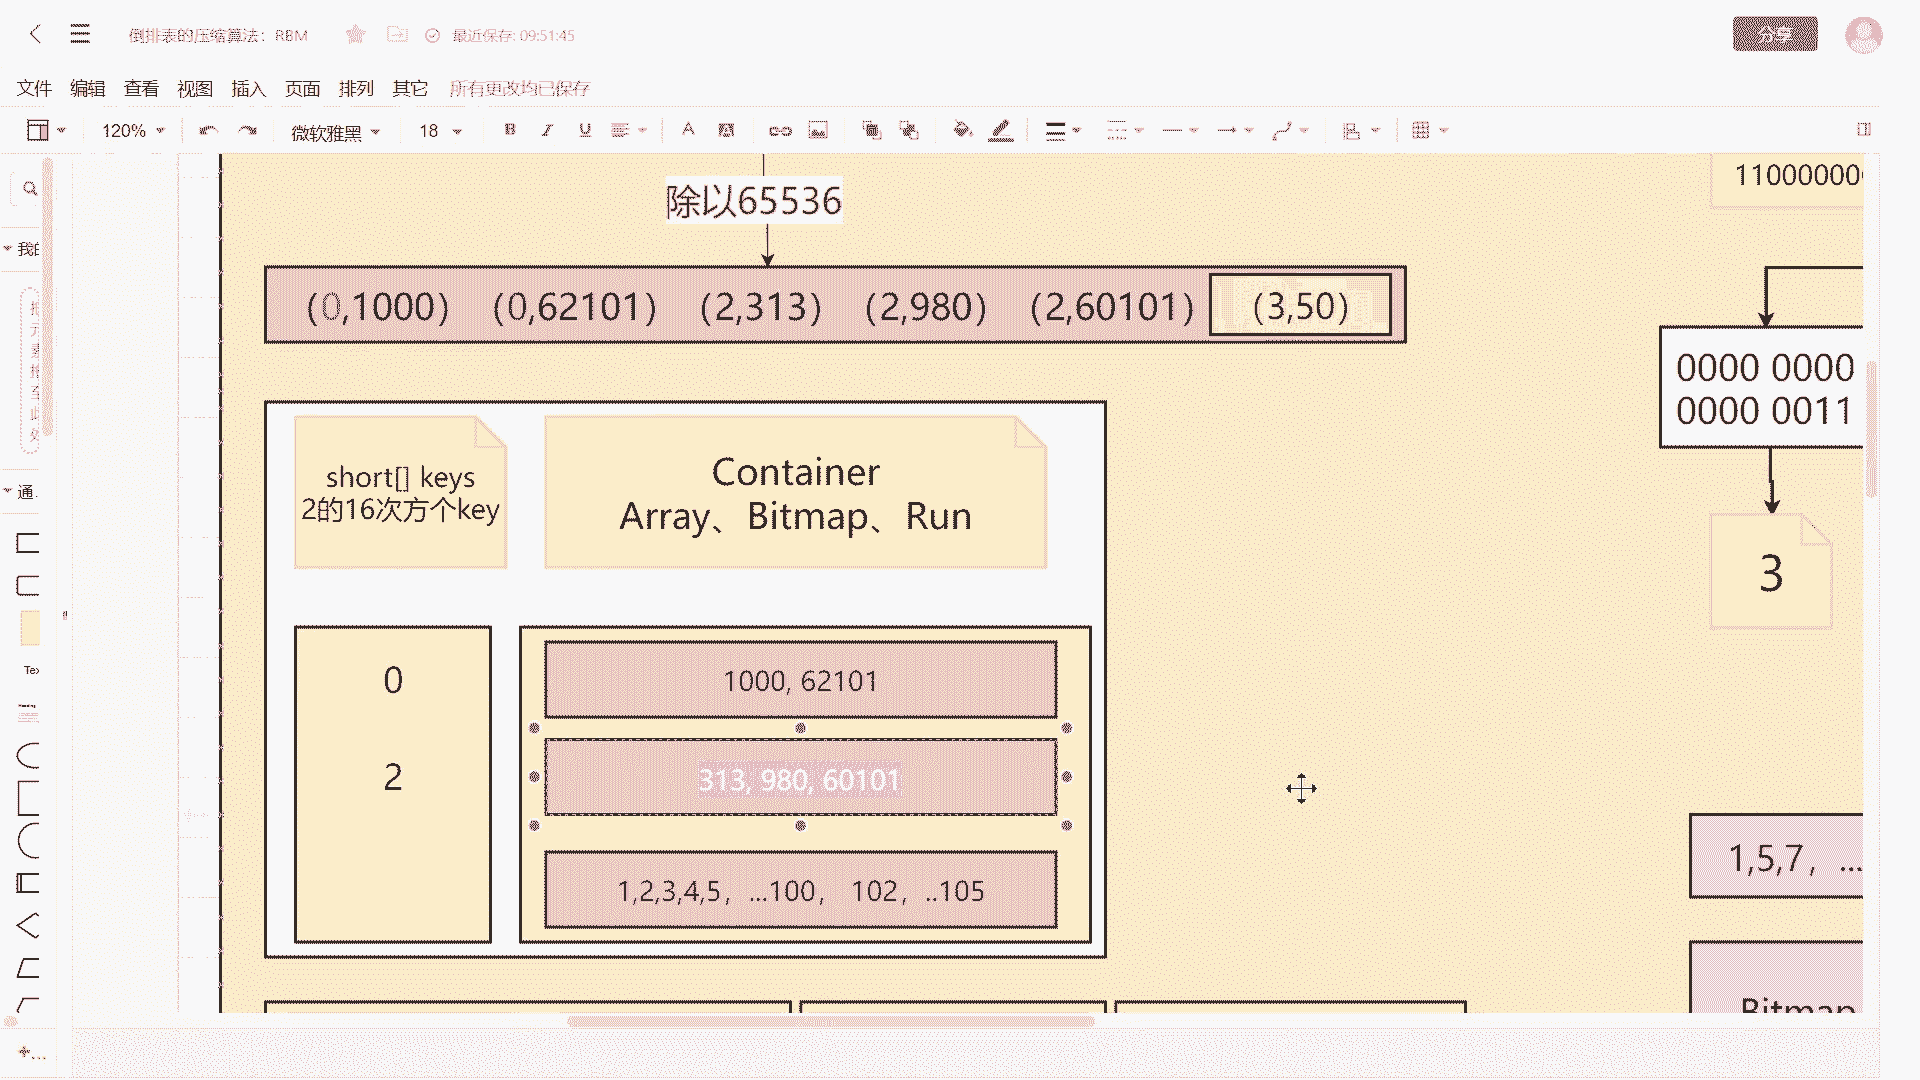 倒排表的压缩算法：RBM
最近保存: 09:51:45
分享
文件 编辑 查看 视图 插入 页面 排列 其它 所有更改均已保存
120% 微软雅黑 18 B I U A A
除以65536
(0,1000) (0,62101) (2,313) (2,980) (2,60101) (3,50)
11000000
short[] keys
2的16次方个key
Container
Array、Bitmap、Run
0
1000, 62101
2
313, 980, 60101
1,2,3,4,5，...100， 102，..105
0000 0000
0000 0011
3
1,5,7，...
Bitmap
我的
通
Tex
Heading